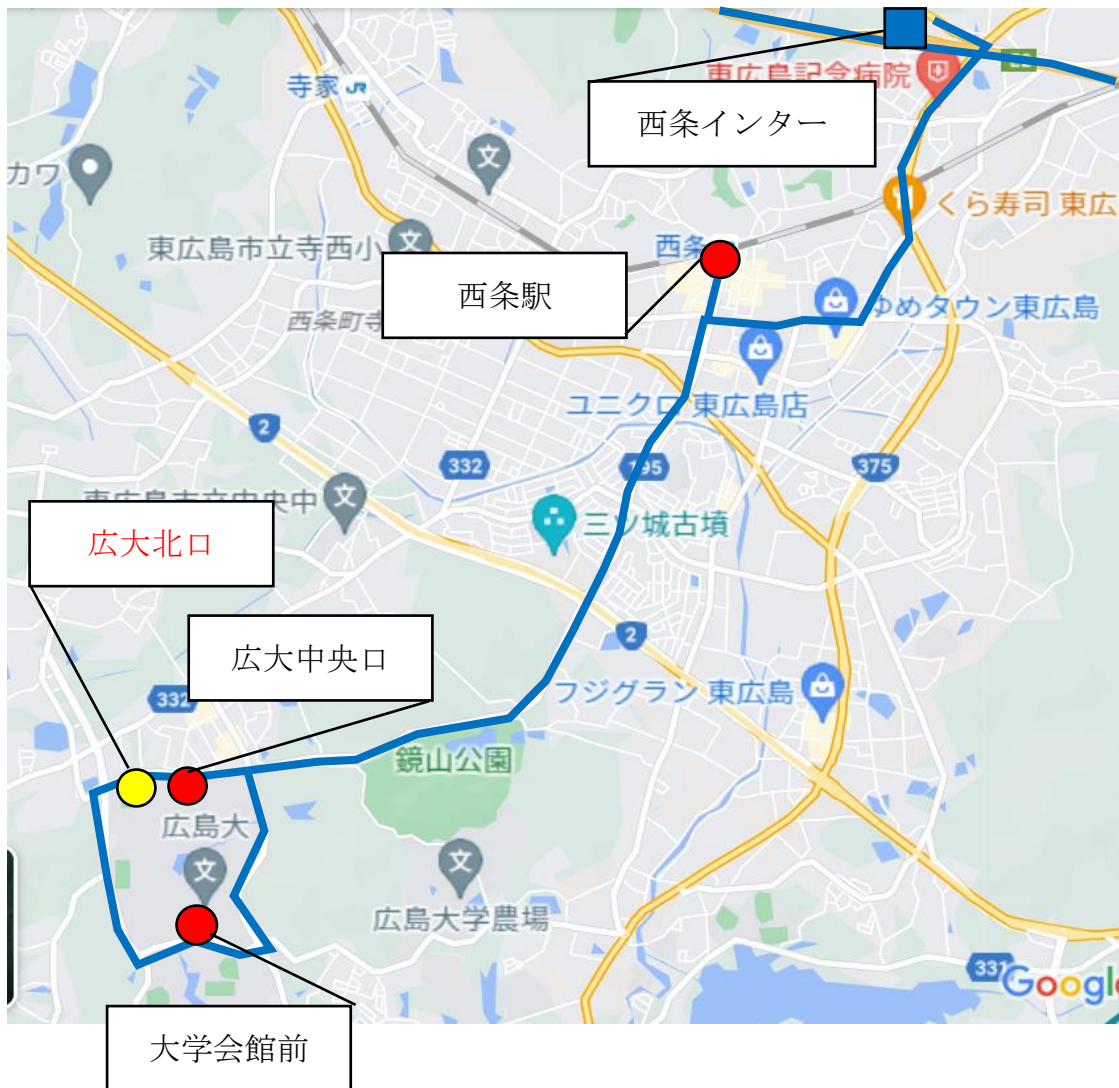 西条インター
東広島記念病院
寺家
JR
カワ
くら寿司 東広
東広島市立寺西小
西条
西条駅
ゆめタウン東広島
西条町寺
ユニクロ 東広島店
2
332
195
375
東広島市立中央中
三ツ城古墳
広大北口
2
広大中央口
フジグラン 東広島
332
鏡山公園
広島大
広島大学農場
331
Google
大学会館前